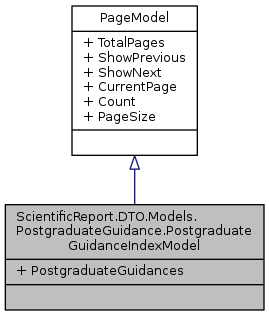 PageModel
+ TotalPages
+ ShowPrevious
+ ShowNext
+ CurrentPage
+ Count
+ PageSize
ScientificReport.DTO.Models.
PostgraduateGuidance.Postgraduate
GuidanceIndexModel
+ PostgraduateGuidances